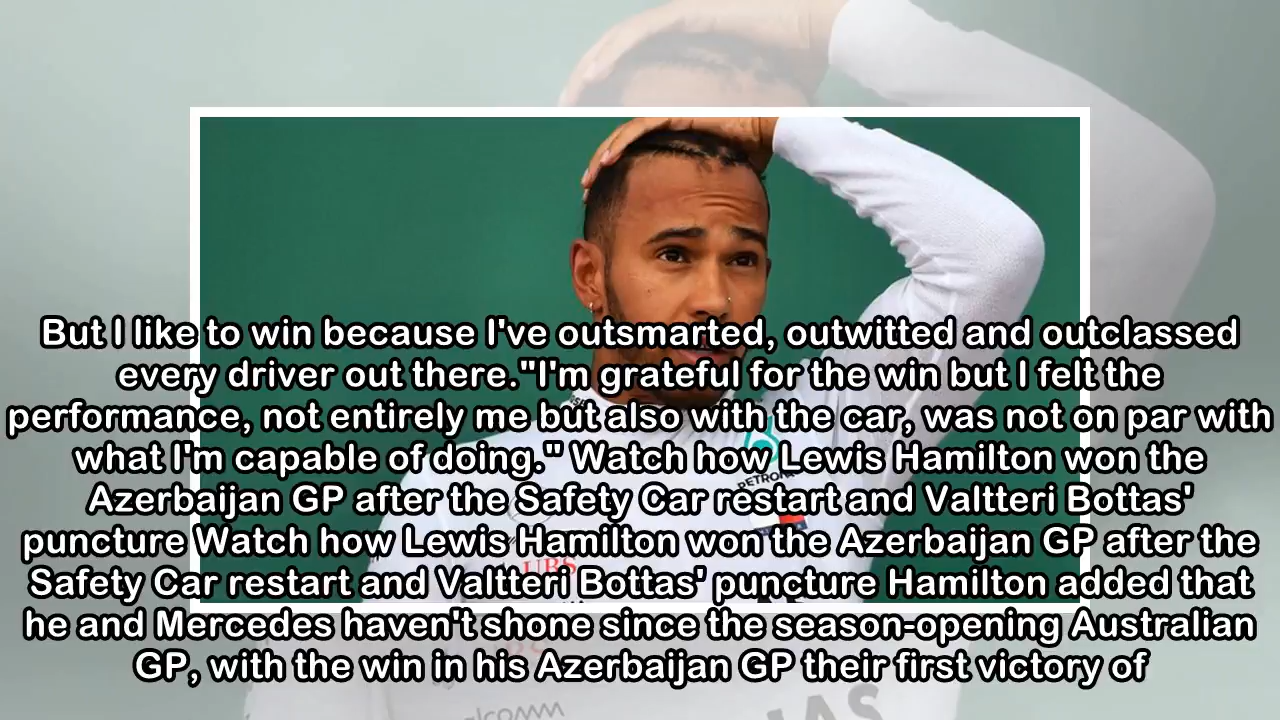 But I like to win because I've outsmarted, outwitted and outclassed
every driver out there."I'm grateful for the win but I felt the
performance, not entirely me but also with the car, was not on par with
what I'm capable of doing." Watch how Lewis Hamilton won the
PETRONAS
Azerbaijan GP after the Safety Car restart and Valtteri Bottas'
puncture Watch how Lewis Hamilton won the Azerbaijan GP after the
UBS
Safety Car restart and Valtteri Bottas' puncture Hamilton added that
he and Mercedes haven't shone since the season-opening Australian
GP, with the win in his Azerbaijan GP their first victory of